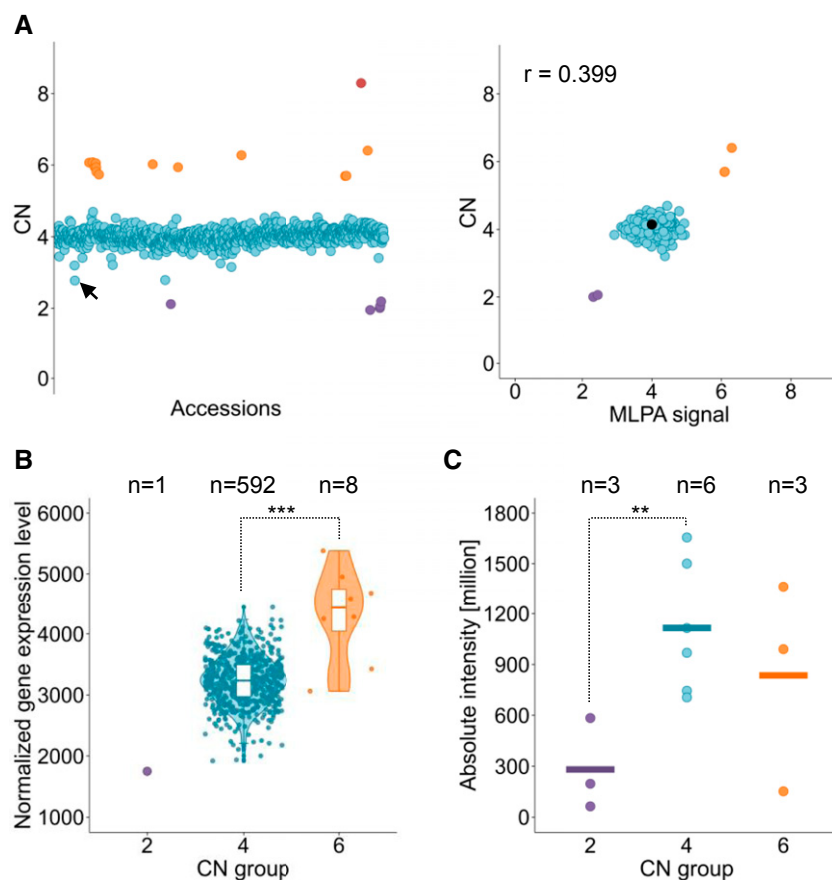 A
CN
8
6
4
2
0
Accessions
r = 0.399
CN
8
6
4
2
0
0 2 4 6 8
MLPA signal
B
n=1 n=592 n=8
***
Normalized gene expression level
6000
5000
4000
3000
2000
1000
2 4 6
CN group
C
n=3 n=6 n=3
**
Absolute intensity [million]
1800
1500
1200
900
600
300
0
2 4 6
CN group